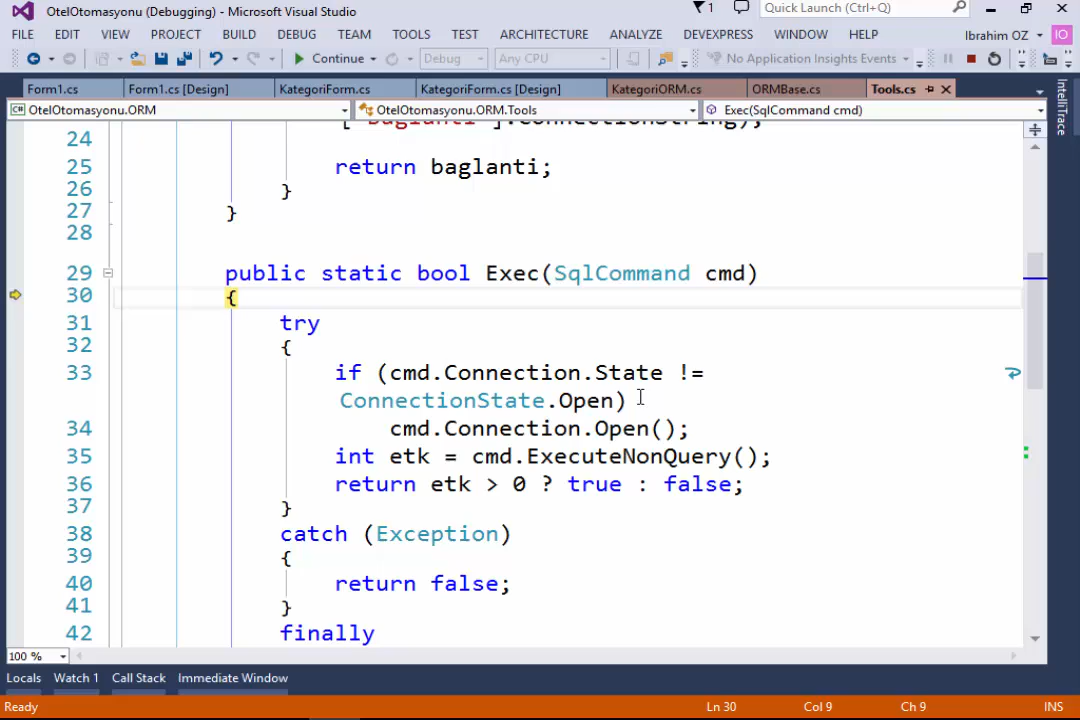 OtelOtomasyonu (Debugging) - Microsoft Visual Studio
1
Quick Launch (Ctrl+Q)
FILE EDIT VIEW PROJECT BUILD DEBUG TEAM TOOLS TEST ARCHITECTURE ANALYZE DEVEXPRESS WINDOW HELP Ibrahim OZ IO
Continue Debug Any CPU No Application Insights Events
Form1.cs Form1.cs [Design] KategoriForm.cs KategoriForm.cs [Design] KategoriORM.cs ORMBase.cs Tools.cs
C# OtelOtomasyonu.ORM OtelOtomasyonu.ORM.Tools Exec(SqlCommand cmd)
["Baglanti"].ConnectionString);
24
25 return baglanti;
26 }
27 }
28
29 public static bool Exec(SqlCommand cmd)
30 {
31 try
32 {
33 if (cmd.Connection.State !=
ConnectionState.Open)
34 cmd.Connection.Open();
35 int etk = cmd.ExecuteNonQuery();
36 return etk > 0 ? true : false;
37 }
38 catch (Exception)
39 {
40 return false;
41 }
42 finally
IntelliTrace
100 %
Locals Watch 1 Call Stack Immediate Window
Ready Ln 30 Col 9 Ch 9 INS